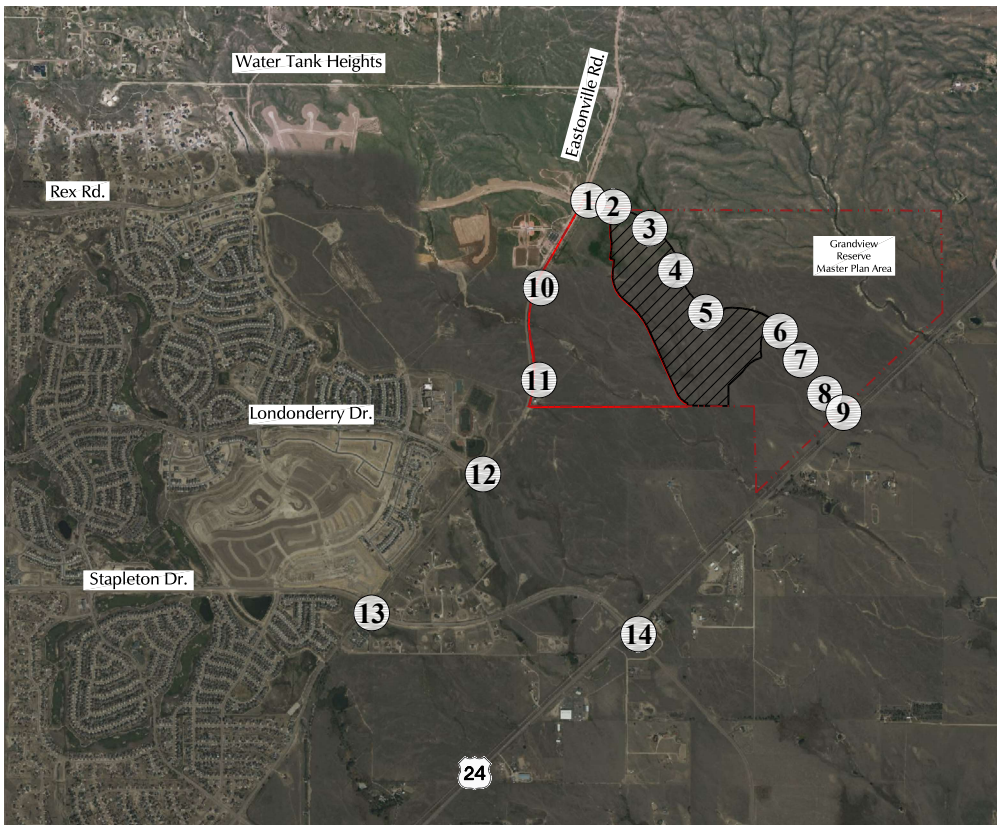 Water Tank Heights
Eastonville Rd.
Rex Rd.
1
2
3
Grandview
Reserve
Master Plan Area
4
10
5
6
7
11
8
9
Londonderry Dr.
12
Stapleton Dr.
13
14
24